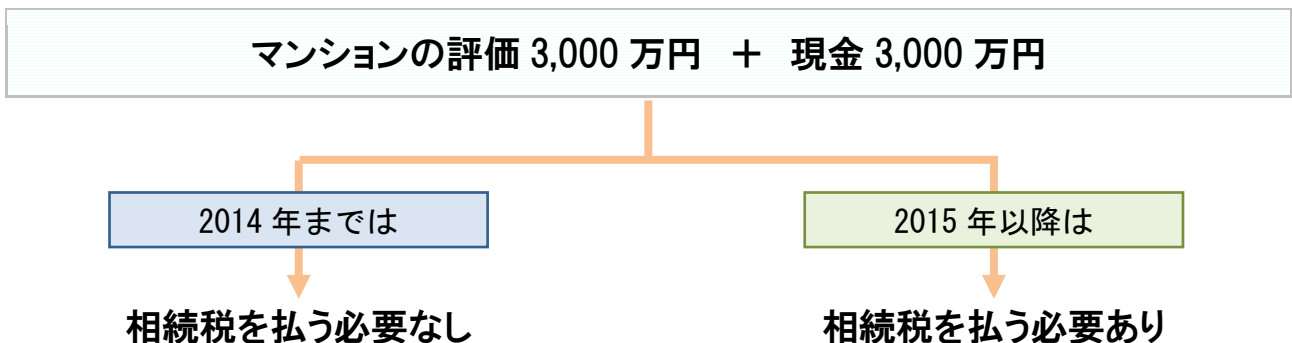 マンションの評価 3,000 万円　＋　現金 3,000 万円
2014 年までは
2015 年以降は
相続税を払う必要なし
相続税を払う必要あり